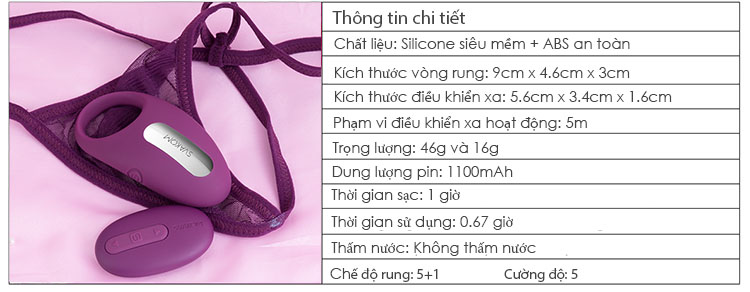 Thông tin chi tiết
Chất liệu: Silicone siêu mềm + ABS an toàn
Kích thước vòng rung: 9cm x 4.6cm x 3cm
Kích thước điều khiển xa: 5.6cm x 3.4cm x 1.6cm
Phạm vi điều khiển xa hoạt động: 5m
Trọng lượng: 46g và 16g
Dung lượng pin: 1100mAh
Thời gian sạc: 1 giờ
Thời gian sử dụng: 0.67 giờ
Thấm nước: Không thấm nước
Chế độ rung: 5+1 Cường độ: 5
SVAKOM